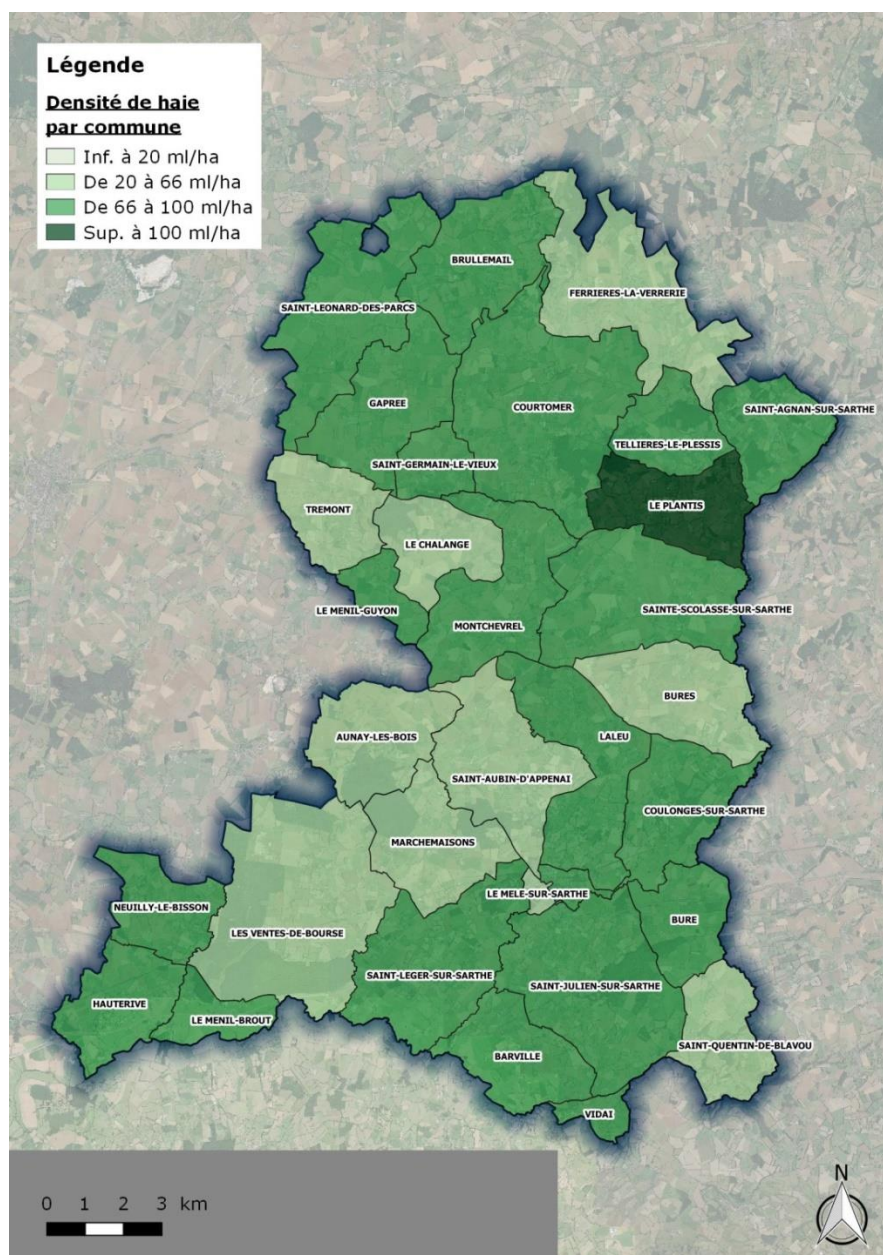 Légende
Densité de haie
par commune
Inf. à 20 ml/ha
De 20 à 66 ml/ha
De 66 à 100 ml/ha
Sup. à 100 ml/ha
BRULLEMAIL
FERRIERES-LA-VERRERIE
SAINT-LEONARD-DES-PARCS
GAPREE
COURTOMER
SAINT-AGNAN-SUR-SARTHE
TELLIERES-LE-PLESSIS
SAINT-GERMAIN-LE-VIEUX
LE PLANTIS
TREMONT
LE CHALANGE
LE MENIL-GUYON
SAINTE-SCOLASSE-SUR-SARTHE
MONTCHEVREL
BURES
AUNAY-LES-BOIS
LALEU
SAINT-AUBIN-D'APPENAI
COULONGES-SUR-SARTHE
MARCHEMAISONS
LE MELE-SUR-SARTHE
NEUILLY-LE-BISSON
BURE
LES VENTES-DE-BOURSE
SAINT-LEGER-SUR-SARTHE
SAINT-JULIEN-SUR-SARTHE
HAUTERIVE
LE MENIL-BROUT
SAINT-QUENTIN-DE-BLAVOU
BARVILLE
VIDAI
N
0 1 2 3 km